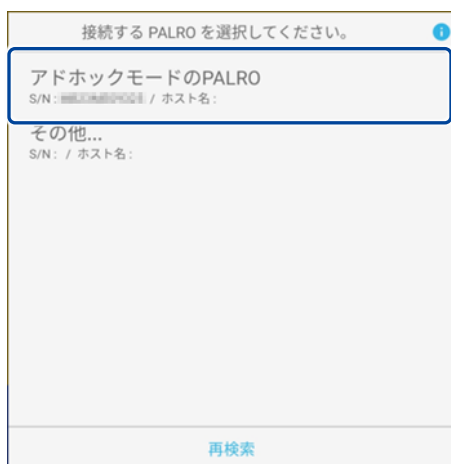 接続する PALRO を選択してください。
アドホックモードのPALRO
S/N: / ホスト名:
その他...
S/N: / ホスト名:
再検索